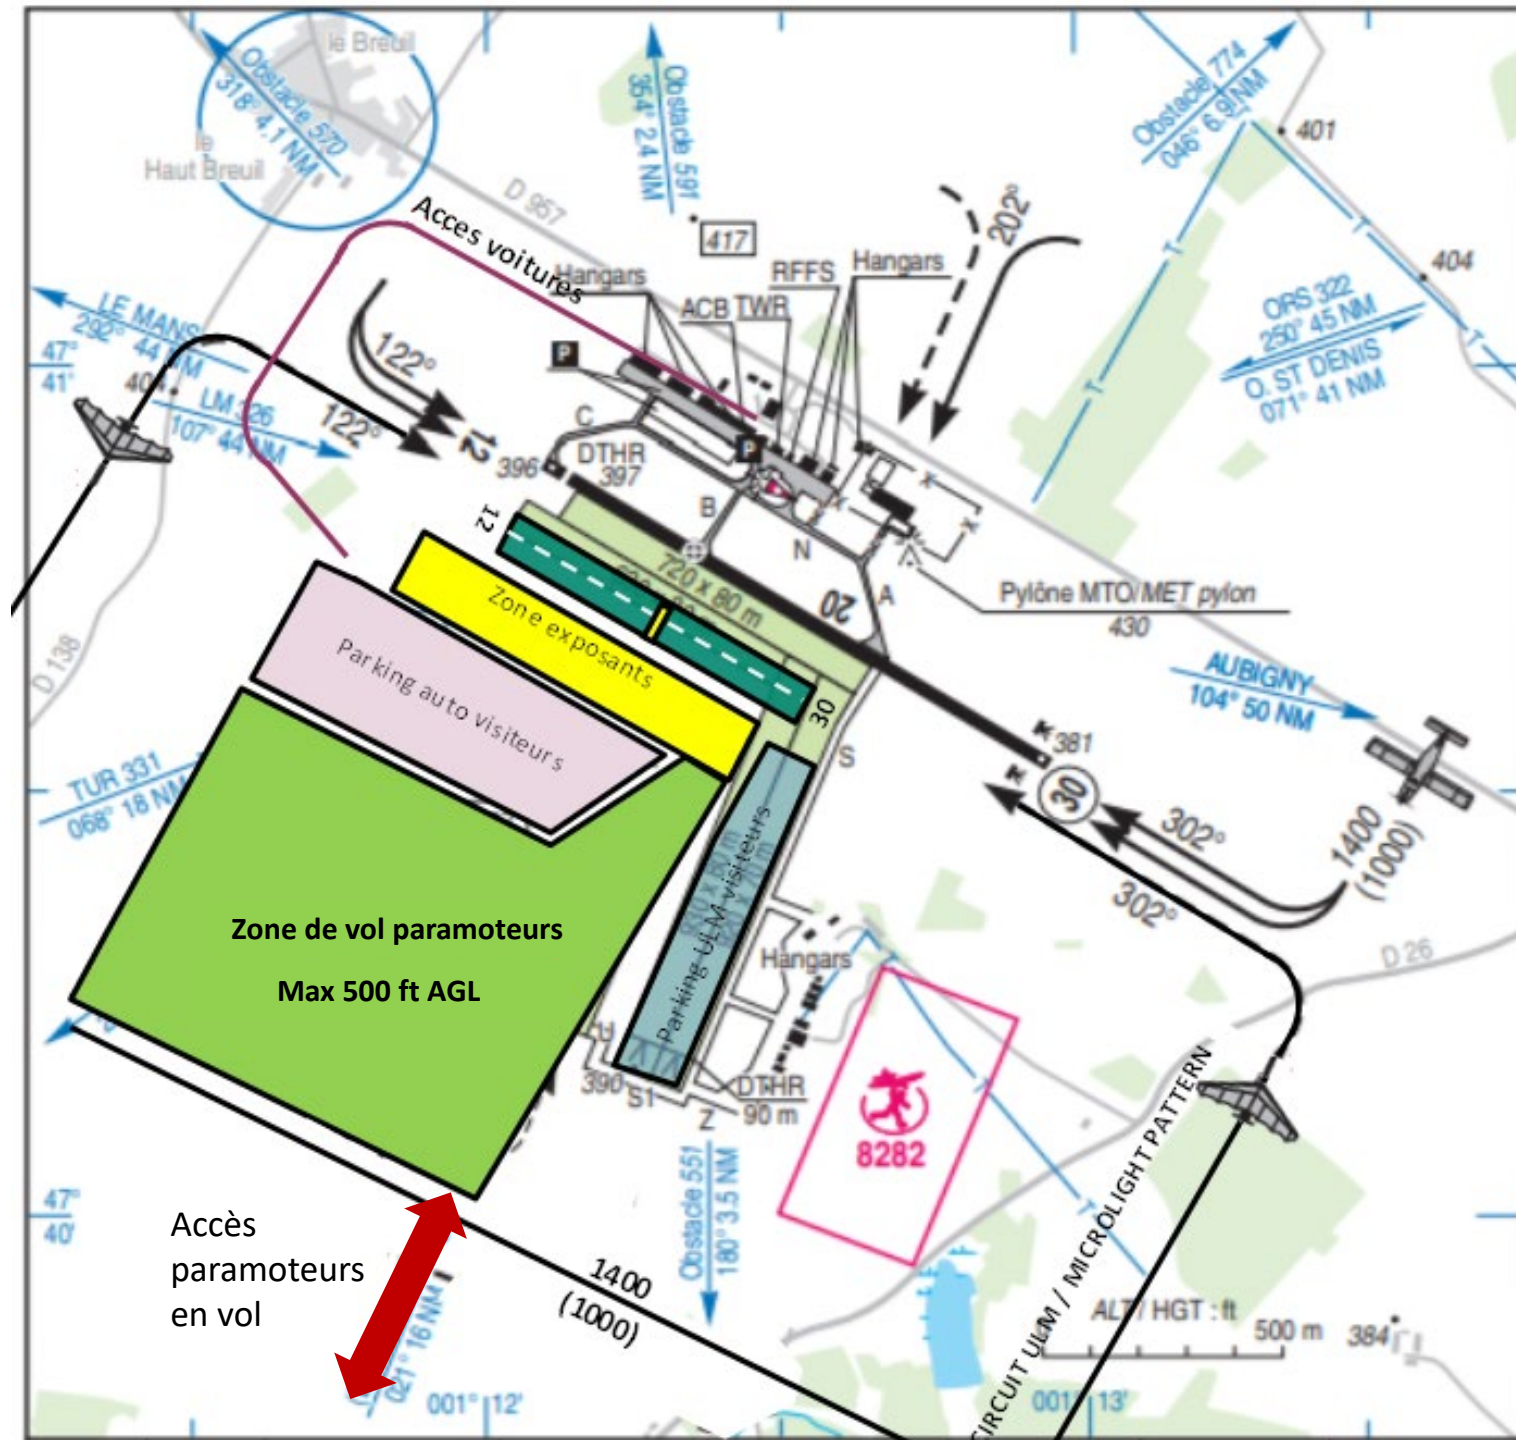 le Breuil
Obstacle 570
318° 4.1 NM
le
Haut Breuil
D 957
Obstacle 591
354° 2.4 NM
417
Obstacle 774
046° 6.9 NM
401
404
202°
Acces voitures
Hangars
ACB
TWR
RFFS
Hangars
ORS 322
250° 45 NM
O. ST DENIS
071° 41 NM
LE MANS
292° 44 NM
47°
41'
404
LM 326
107° 44 NM
122°
122°
12
P
C
DTHR
397
396
P
B
N
A
20
720 x 80 m
12
Pylône MTO/MET pylon
430
Zone exposants
Parking auto visiteurs
30
S
D 138
AUBIGNY
104° 50 NM
381
30
302°
302°
1400
(1000)
TUR 331
068° 18 NM
Parking ULM visiteurs
Zone de vol paramoteurs
Max 500 ft AGL
Hangars
D 26
U
390
S1
Z
DTHR
90 m
8282
Obstacle 551
180° 3.5 NM
CIRCUIT ULM / MICROLIGHT PATTERN
47°
40'
Accès
paramoteurs
en vol
021° 16 NM
1400
(1000)
ALT / HGT : ft
500 m
384
001° 12'
001° 13'